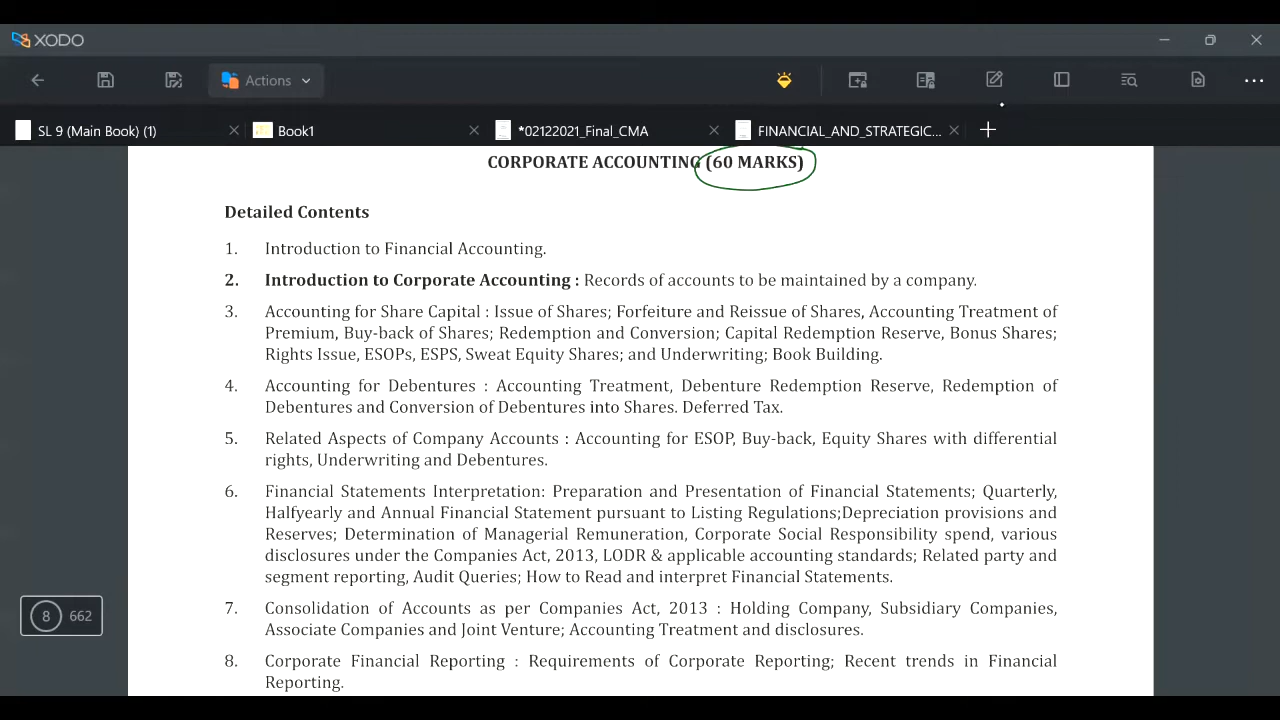 XODO
Actions
SL 9 (Main Book) (1)
Book1
*02122021_Final_CMA
FINANCIAL_AND_STRATEGIC...
CORPORATE ACCOUNTING (60 MARKS)
Detailed Contents
1. Introduction to Financial Accounting.
2. Introduction to Corporate Accounting : Records of accounts to be maintained by a company.
3. Accounting for Share Capital : Issue of Shares; Forfeiture and Reissue of Shares, Accounting Treatment of
Premium, Buy-back of Shares; Redemption and Conversion; Capital Redemption Reserve, Bonus Shares;
Rights Issue, ESOPs, ESPS, Sweat Equity Shares; and Underwriting; Book Building.
4. Accounting for Debentures : Accounting Treatment, Debenture Redemption Reserve, Redemption of
Debentures and Conversion of Debentures into Shares. Deferred Tax.
5. Related Aspects of Company Accounts : Accounting for ESOP, Buy-back, Equity Shares with differential
rights, Underwriting and Debentures.
6. Financial Statements Interpretation: Preparation and Presentation of Financial Statements; Quarterly,
Halfyearly and Annual Financial Statement pursuant to Listing Regulations;Depreciation provisions and
Reserves; Determination of Managerial Remuneration, Corporate Social Responsibility spend, various
disclosures under the Companies Act, 2013, LODR & applicable accounting standards; Related party and
segment reporting, Audit Queries; How to Read and interpret Financial Statements.
7. Consolidation of Accounts as per Companies Act, 2013 : Holding Company, Subsidiary Companies,
Associate Companies and Joint Venture; Accounting Treatment and disclosures.
8. Corporate Financial Reporting : Requirements of Corporate Reporting; Recent trends in Financial
Reporting.
8 662